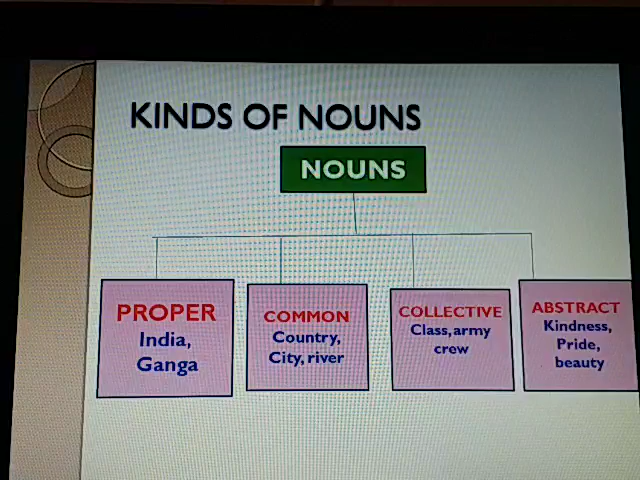 KINDS OF NOUNS
NOUNS
PROPER
India,
Ganga
COMMON
Country,
City, river
COLLECTIVE
Class,army
crew
ABSTRACT
Kindness,
Pride,
beauty